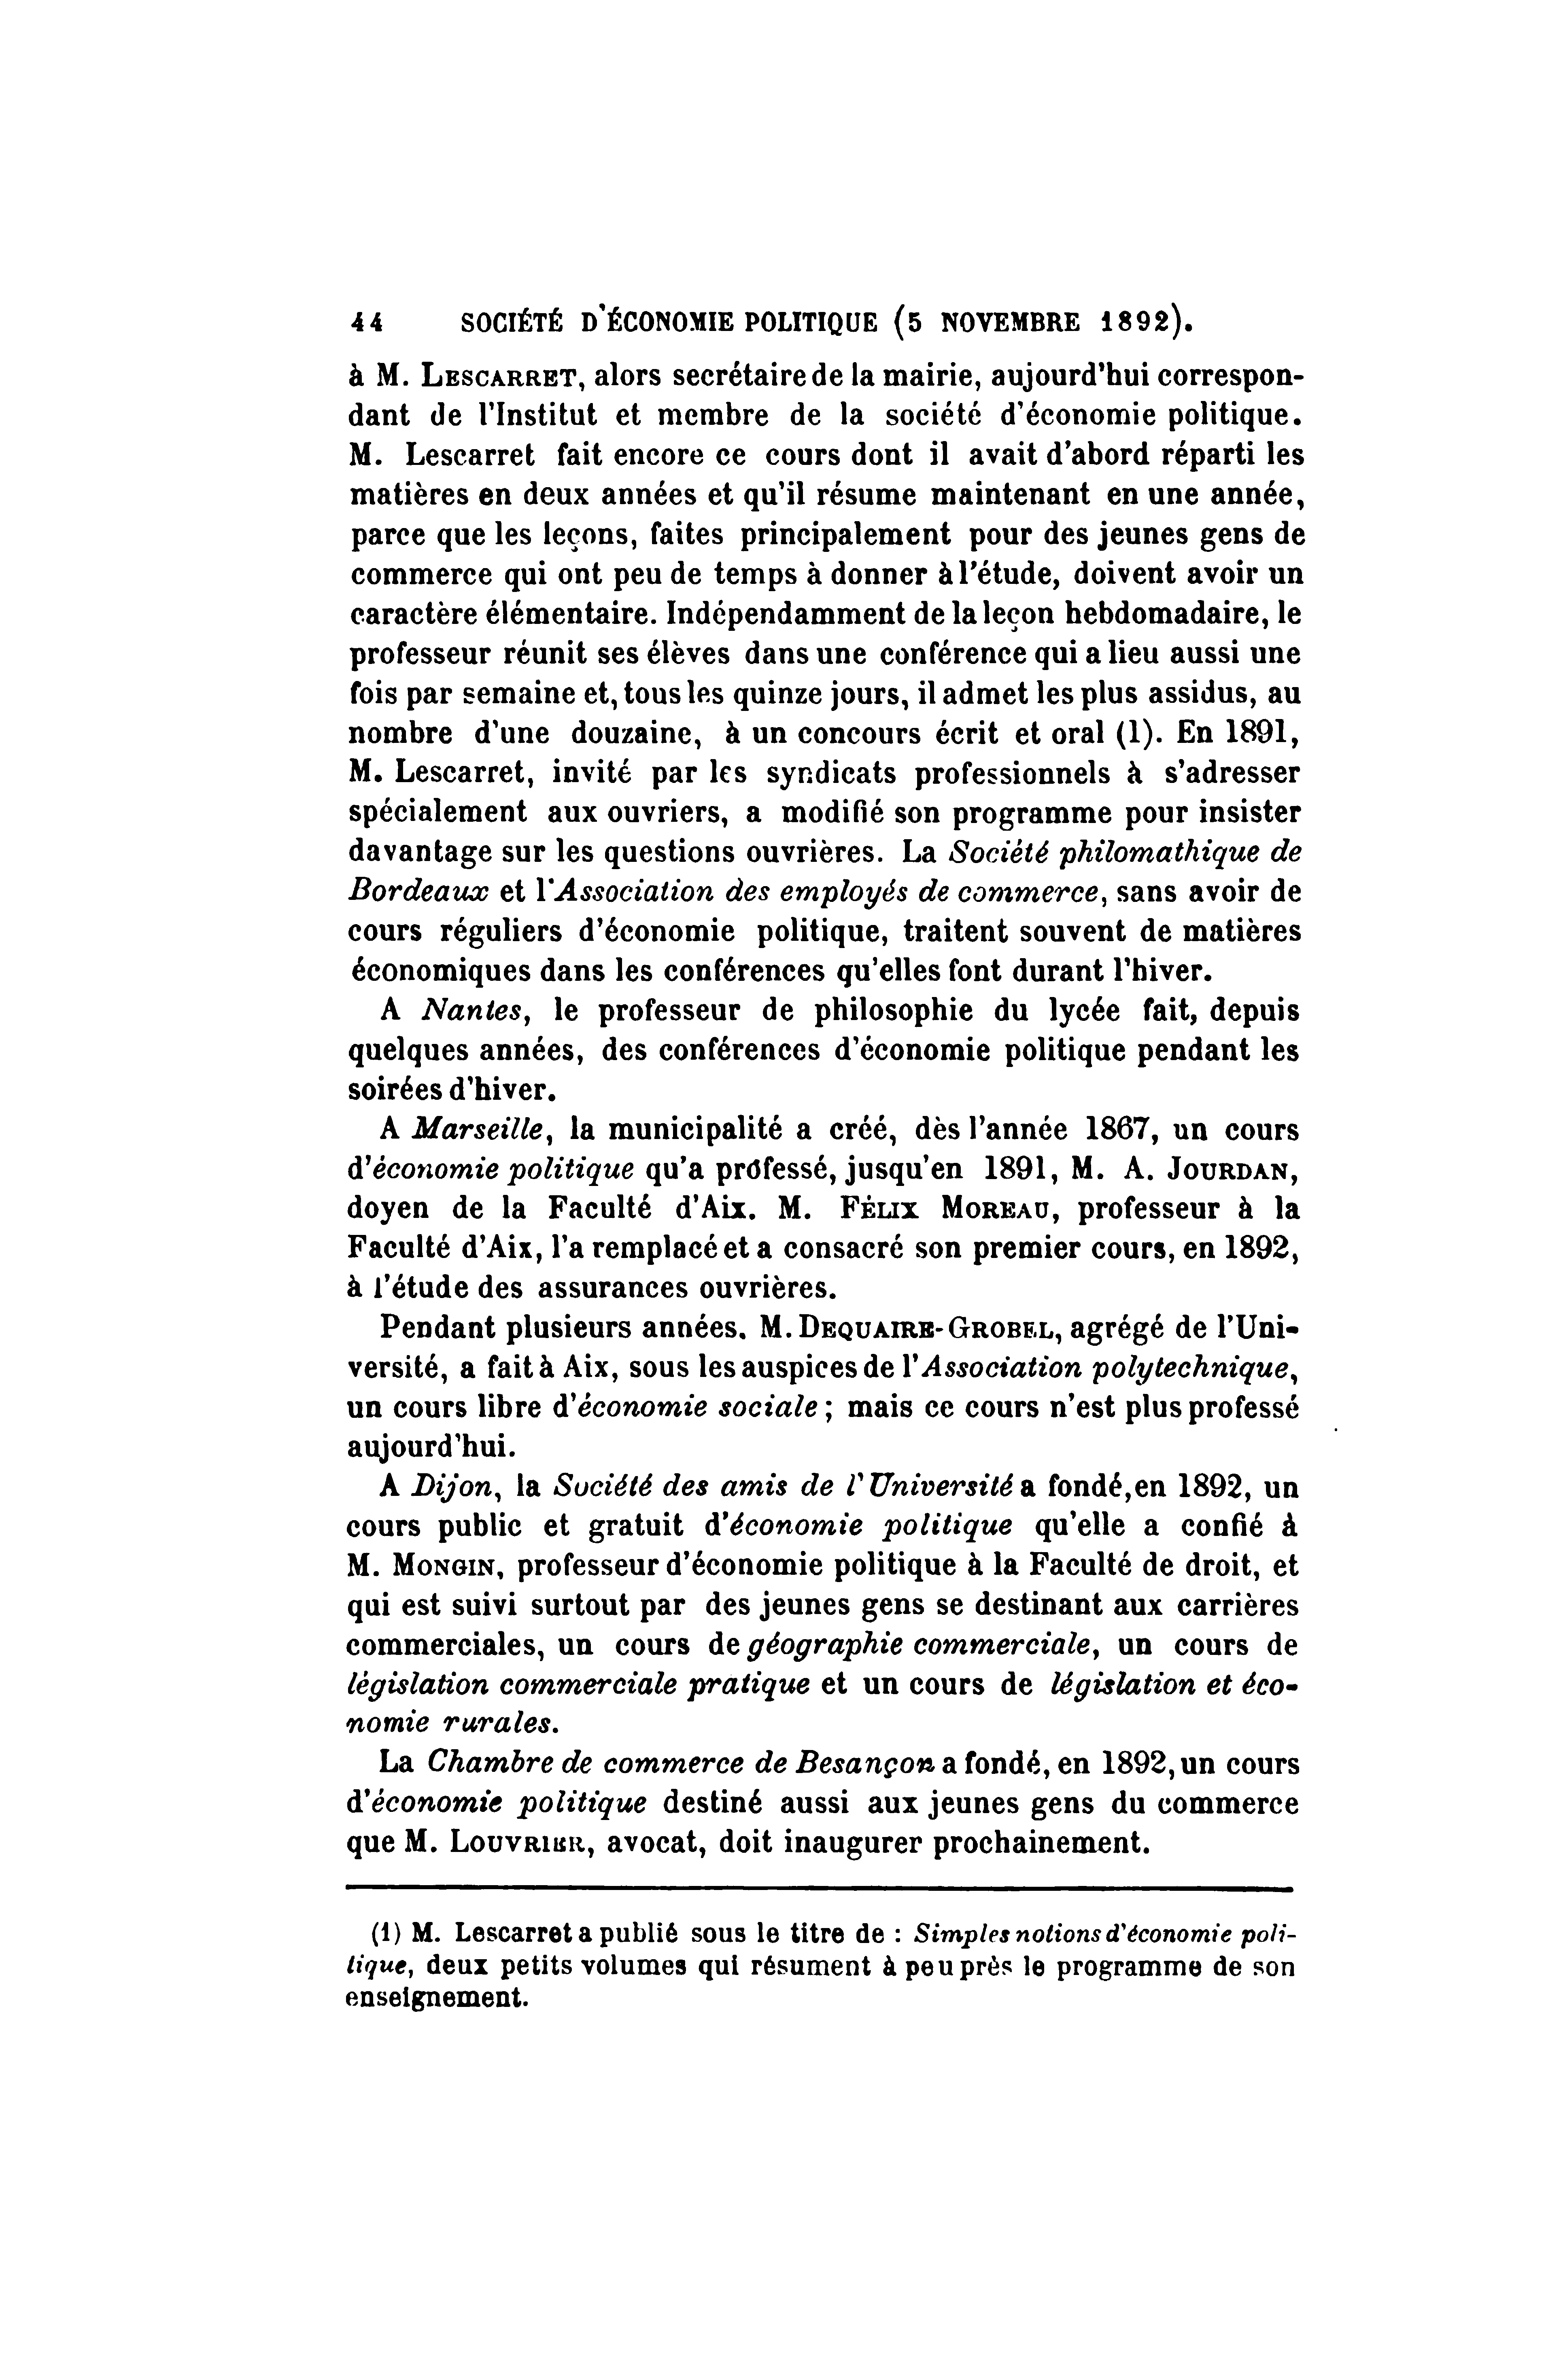 44 SOCIÉTÉ D'ÉCONOMIE POLITIQUE (5 NOVEMBRE 1892).
à M. LESCARRET, alors secrétaire de la mairie, aujourd'hui correspon-
dant de l'Institut et membre de la société d'économie politique.
M. Lescarret fait encore ce cours dont il avait d'abord réparti les
matières en deux années et qu'il résume maintenant en une année,
parce que les leçons, faites principalement pour des jeunes gens de
commerce qui ont peu de temps à donner à l'étude, doivent avoir un
caractère élémentaire. Indépendamment de la leçon hebdomadaire, le
professeur réunit ses élèves dans une conférence qui a lieu aussi une
fois par semaine et, tous les quinze jours, il admet les plus assidus, au
nombre d'une douzaine, à un concours écrit et oral (1). En 1891,
M. Lescarret, invité par les syndicats professionnels à s'adresser
spécialement aux ouvriers, a modifié son programme pour insister
davantage sur les questions ouvrières. La Société philomathique de
Bordeaux et l'Association des employés de commerce, sans avoir de
cours réguliers d'économie politique, traitent souvent de matières
économiques dans les conférences qu'elles font durant l'hiver.
A Nantes, le professeur de philosophie du lycée fait, depuis
quelques années, des conférences d'économie politique pendant les
soirées d'hiver.
A Marseille, la municipalité a créé, dès l'année 1867, un cours
d'économie politique qu'a professé, jusqu'en 1891, M. A. JOURDAN,
doyen de la Faculté d'Aix. M. FÉLIX MOREAU, professeur à la
Faculté d'Aix, l'a remplacé et a consacré son premier cours, en 1892,
à l'étude des assurances ouvrières.
Pendant plusieurs années. M. DEQUAIRE-GROBEL, agrégé de l'Uni-
versité, a fait à Aix, sous les auspices de l'Association polytechnique,
un cours libre d'économie sociale ; mais ce cours n'est plus professé
aujourd'hui.
A Dijon, la Société des amis de l'Université a fondé, en 1892, un
cours public et gratuit d'économie politique qu'elle a confié à
M. MONGIN, professeur d'économie politique à la Faculté de droit, et
qui est suivi surtout par des jeunes gens se destinant aux carrières
commerciales, un cours de géographie commerciale, un cours de
législation commerciale pratique et un cours de législation et éco-
nomie rurales.
La Chambre de commerce de Besançon a fondé, en 1892, un cours
d'économie politique destiné aussi aux jeunes gens du commerce
que M. LOUVRIER, avocat, doit inaugurer prochainement.
(1) M. Lescarret a publié sous le titre de : Simples notions d'économie poli-
tique, deux petits volumes qui résument à peu près le programme de son
enseignement.